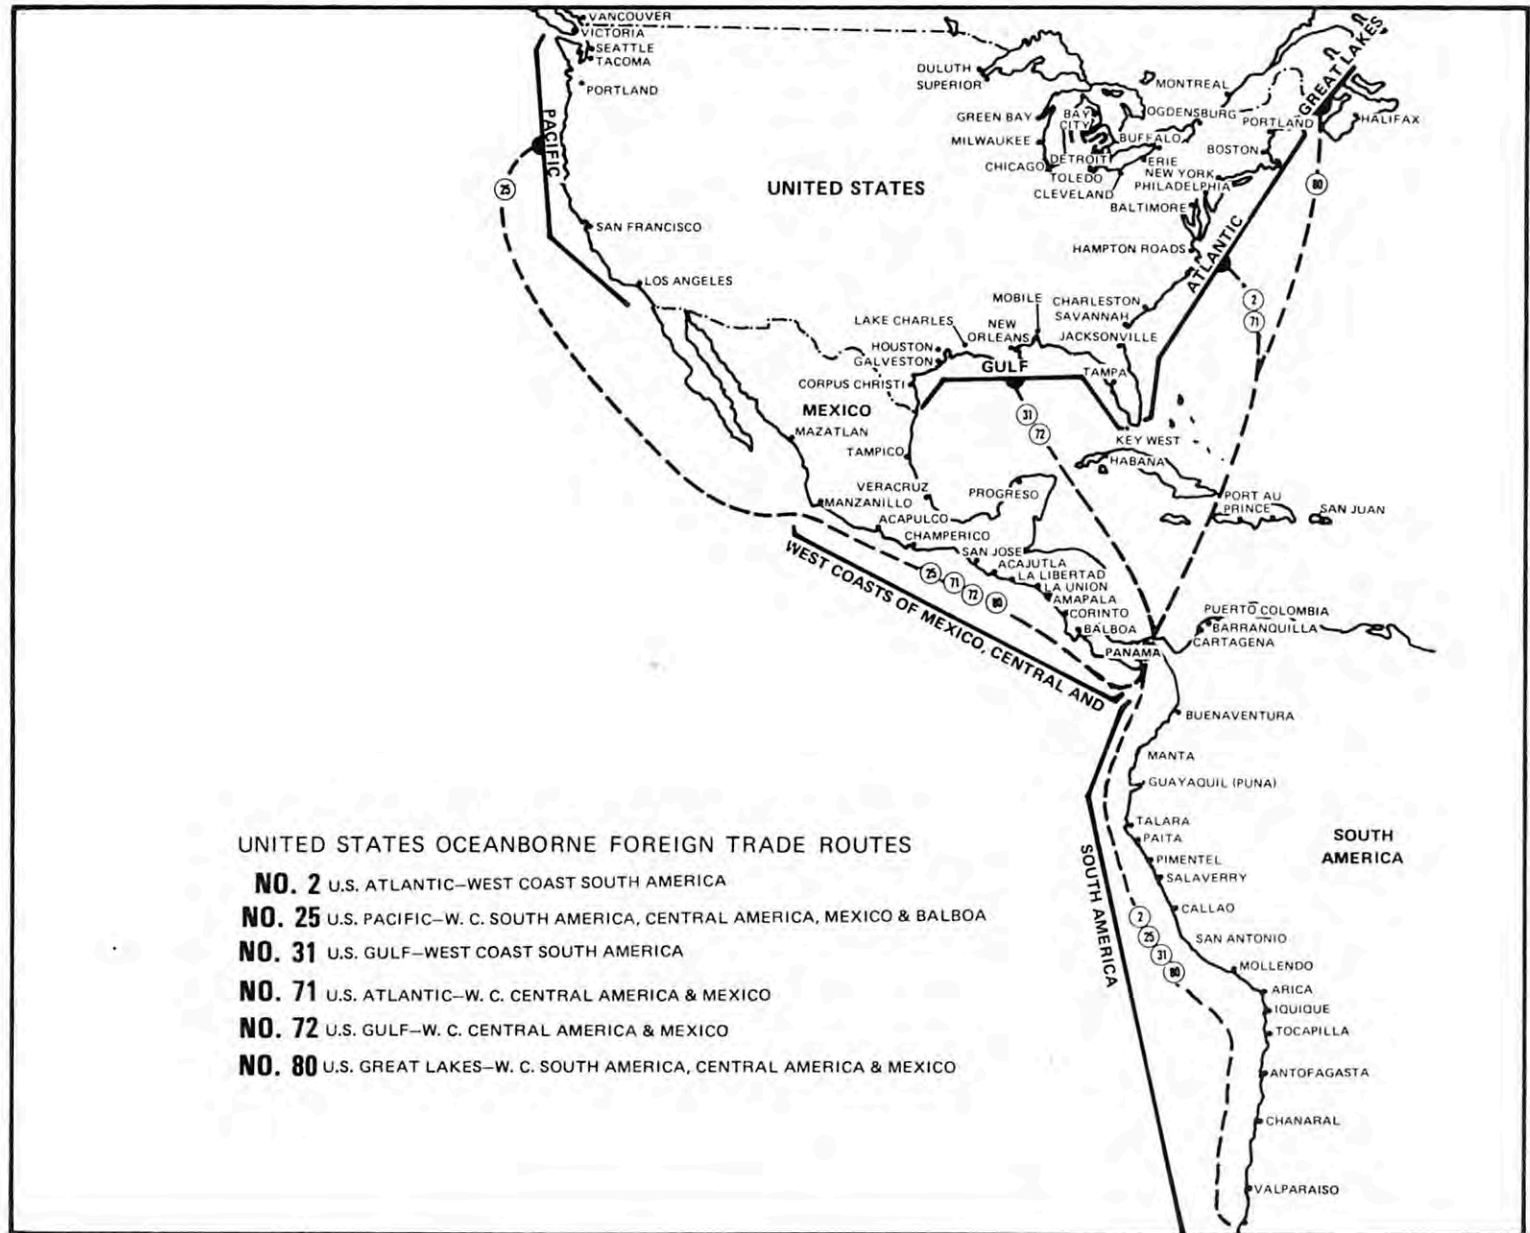 VANCOUVER
VICTORIA
SEATTLE
TACOMA
PORTLAND
PACIFIC
25
SAN FRANCISCO
LOS ANGELES
UNITED STATES
DULUTH
SUPERIOR
GREEN BAY
MILWAUKEE
CHICAGO
BAY
CITY
DETROIT
TOLEDO
CLEVELAND
BUFFALO
ERIE
OGDENSBURG
MONTREAL
GREAT LAKES
HALIFAX
PORTLAND
BOSTON
NEW YORK
PHILADELPHIA
BALTIMORE
HAMPTON ROADS
ATLANTIC
80
2
71
MOBILE
CHARLESTON
SAVANNAH
JACKSONVILLE
LAKE CHARLES
NEW
ORLEANS
HOUSTON
GALVESTON
CORPUS CHRISTI
GULF
TAMPA
31
72
KEY WEST
HABANA
MEXICO
MAZATLAN
TAMPICO
VERACRUZ
PROGRESO
MANZANILLO
ACAPULCO
CHAMPERICO
SAN JOSE
ACAJUTLA
LA LIBERTAD
LA UNION
AMAPALA
CORINTO
BALBOA
PANAMA
PORT AU
PRINCE
SAN JUAN
PUERTO COLOMBIA
BARRANQUILLA
CARTAGENA
25
71
72
80
WEST COASTS OF MEXICO, CENTRAL AND
SOUTH AMERICA
BUENAVENTURA
MANTA
GUAYAQUIL (PUNA)
TALARA
PAITA
PIMENTEL
SALAVERRY
CALLAO
SAN ANTONIO
MOLLENDO
ARICA
IQUIQUE
TOCAPILLA
ANTOFAGASTA
CHANARAL
VALPARAISO
2
25
31
80
SOUTH
AMERICA
UNITED STATES OCEANBORNE FOREIGN TRADE ROUTES
NO. 2 U.S. ATLANTIC–WEST COAST SOUTH AMERICA
NO. 25 U.S. PACIFIC–W. C. SOUTH AMERICA, CENTRAL AMERICA, MEXICO & BALBOA
NO. 31 U.S. GULF–WEST COAST SOUTH AMERICA
NO. 71 U.S. ATLANTIC–W. C. CENTRAL AMERICA & MEXICO
NO. 72 U.S. GULF–W. C. CENTRAL AMERICA & MEXICO
NO. 80 U.S. GREAT LAKES–W. C. SOUTH AMERICA, CENTRAL AMERICA & MEXICO